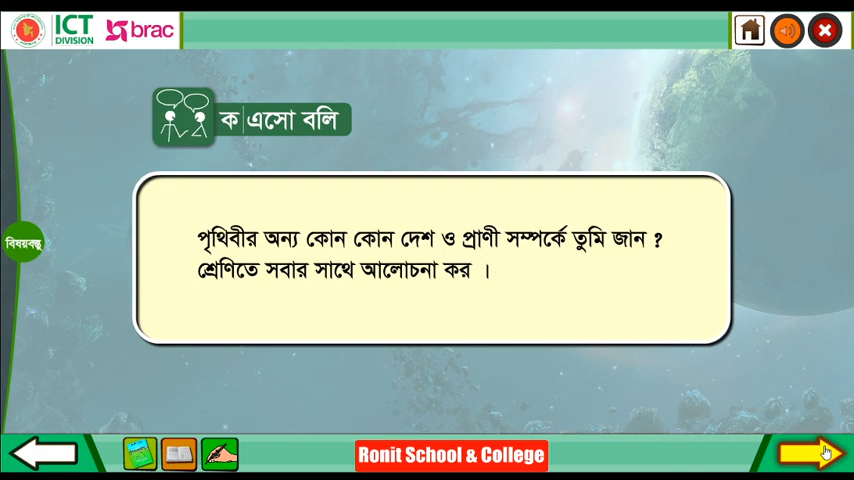 ICT
DIVISION
brac
ক এসো বলি
পৃথিবীর অন্য কোন কোন দেশ ও প্রাণী সম্পর্কে তুমি জান ?
শ্রেণিতে সবার সাথে আলোচনা কর ।
বিষয়বস্তু
Ronit School & College